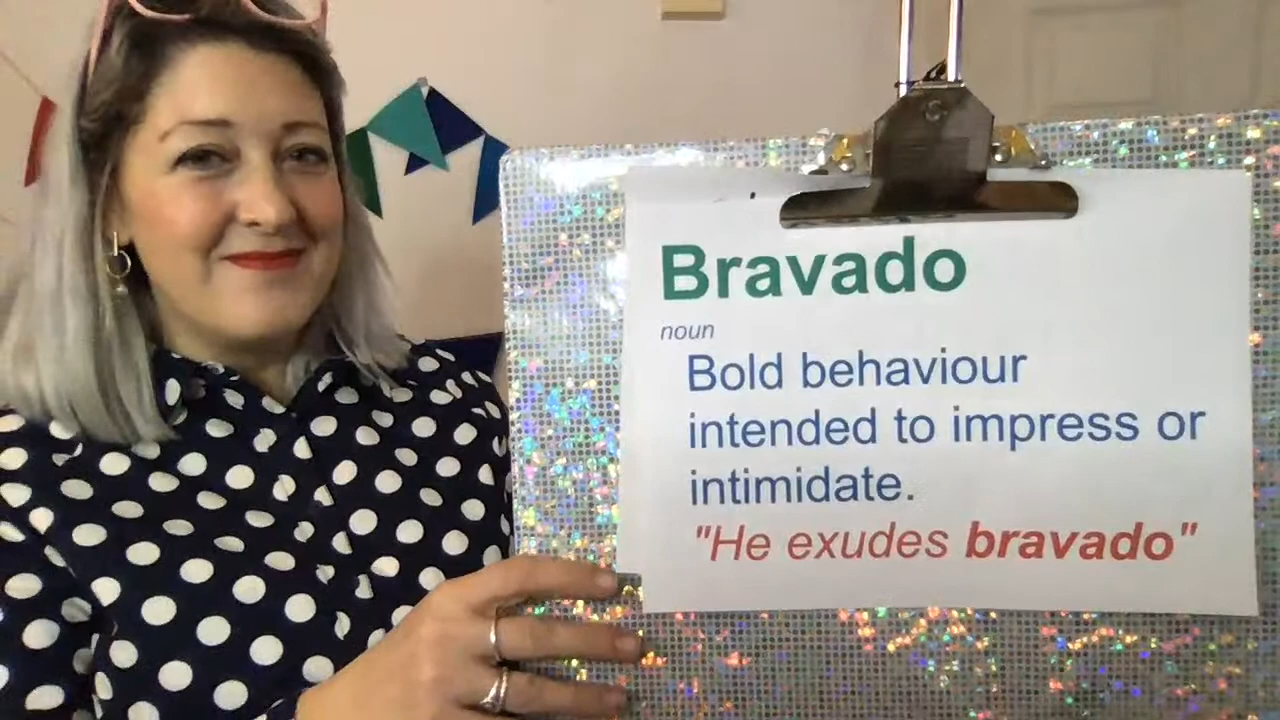 Bravado
noun
Bold behaviour
intended to impress or
intimidate.
"He exudes bravado"